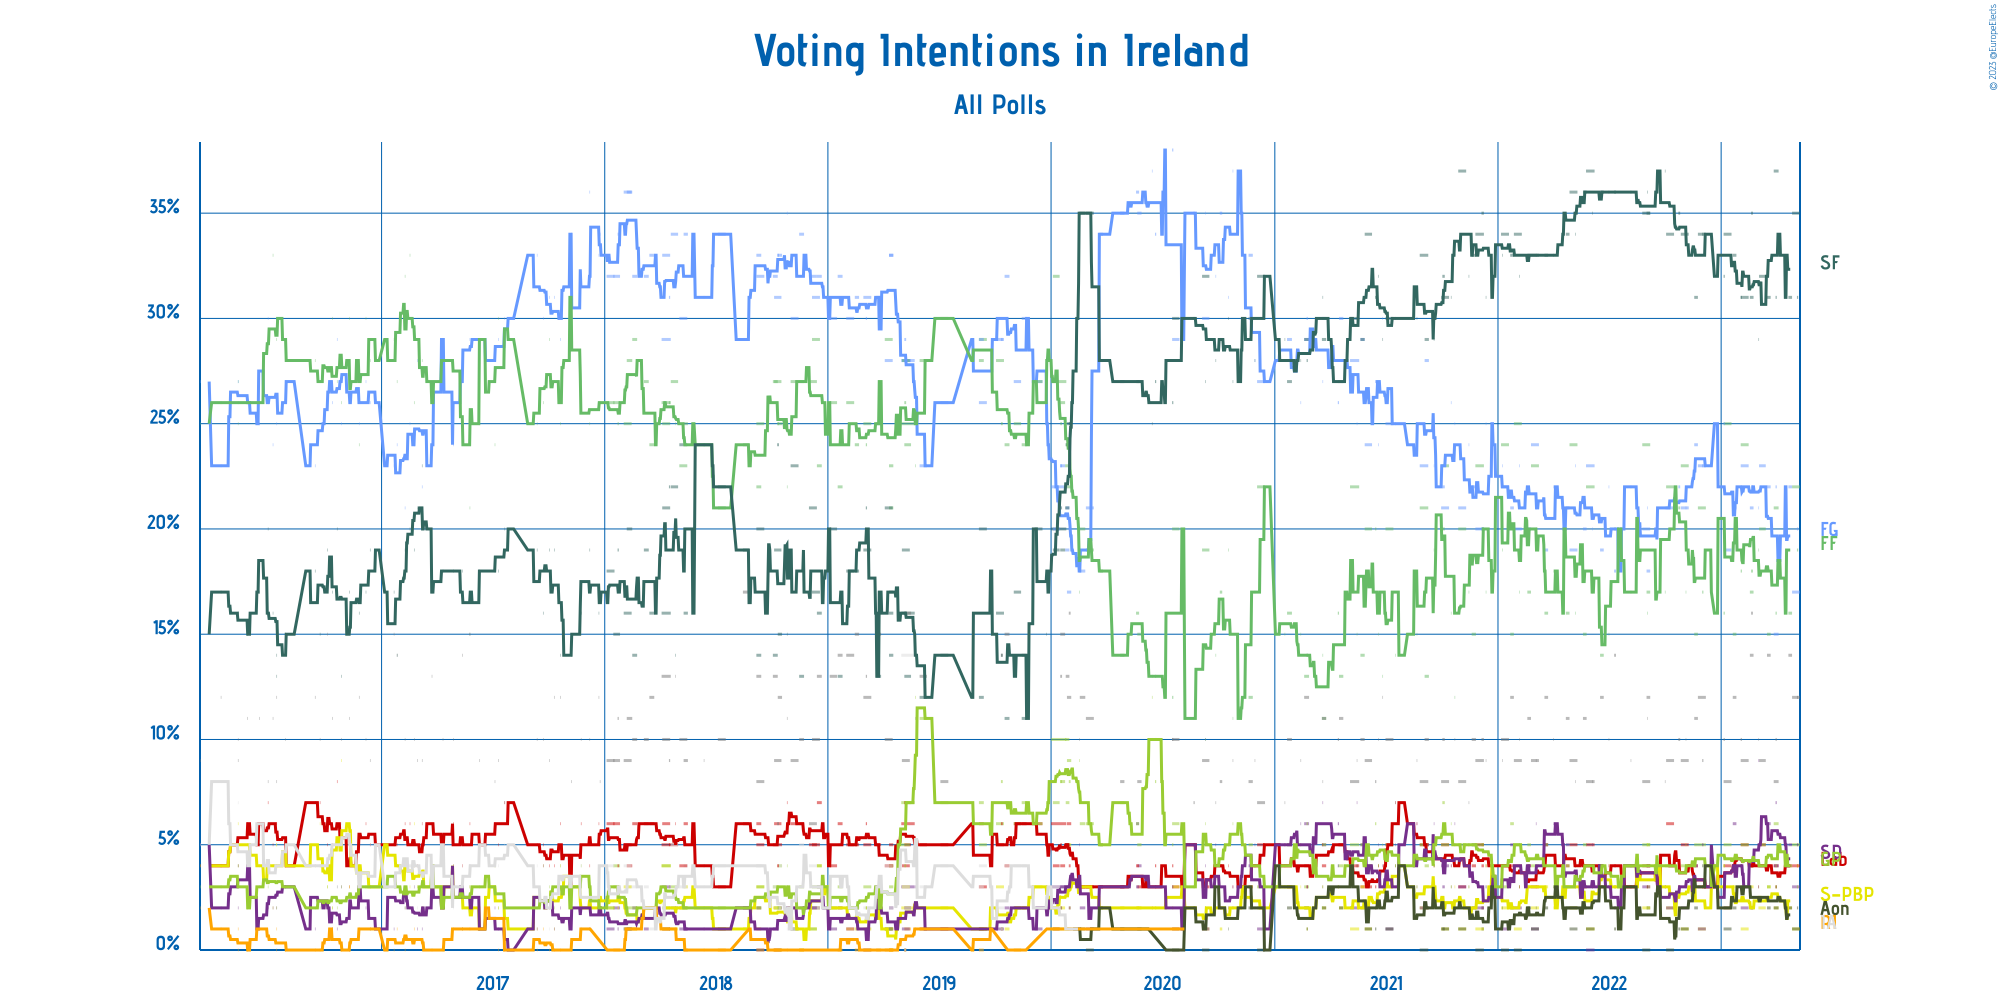 Voting Intentions in Ireland
All Polls
© 2023 @EuropeElects
35%
30%
25%
20%
15%
10%
5%
0%
SF
FG
FF
SD
Lab
S-PBP
Aon
2017
2018
2019
2020
2021
2022